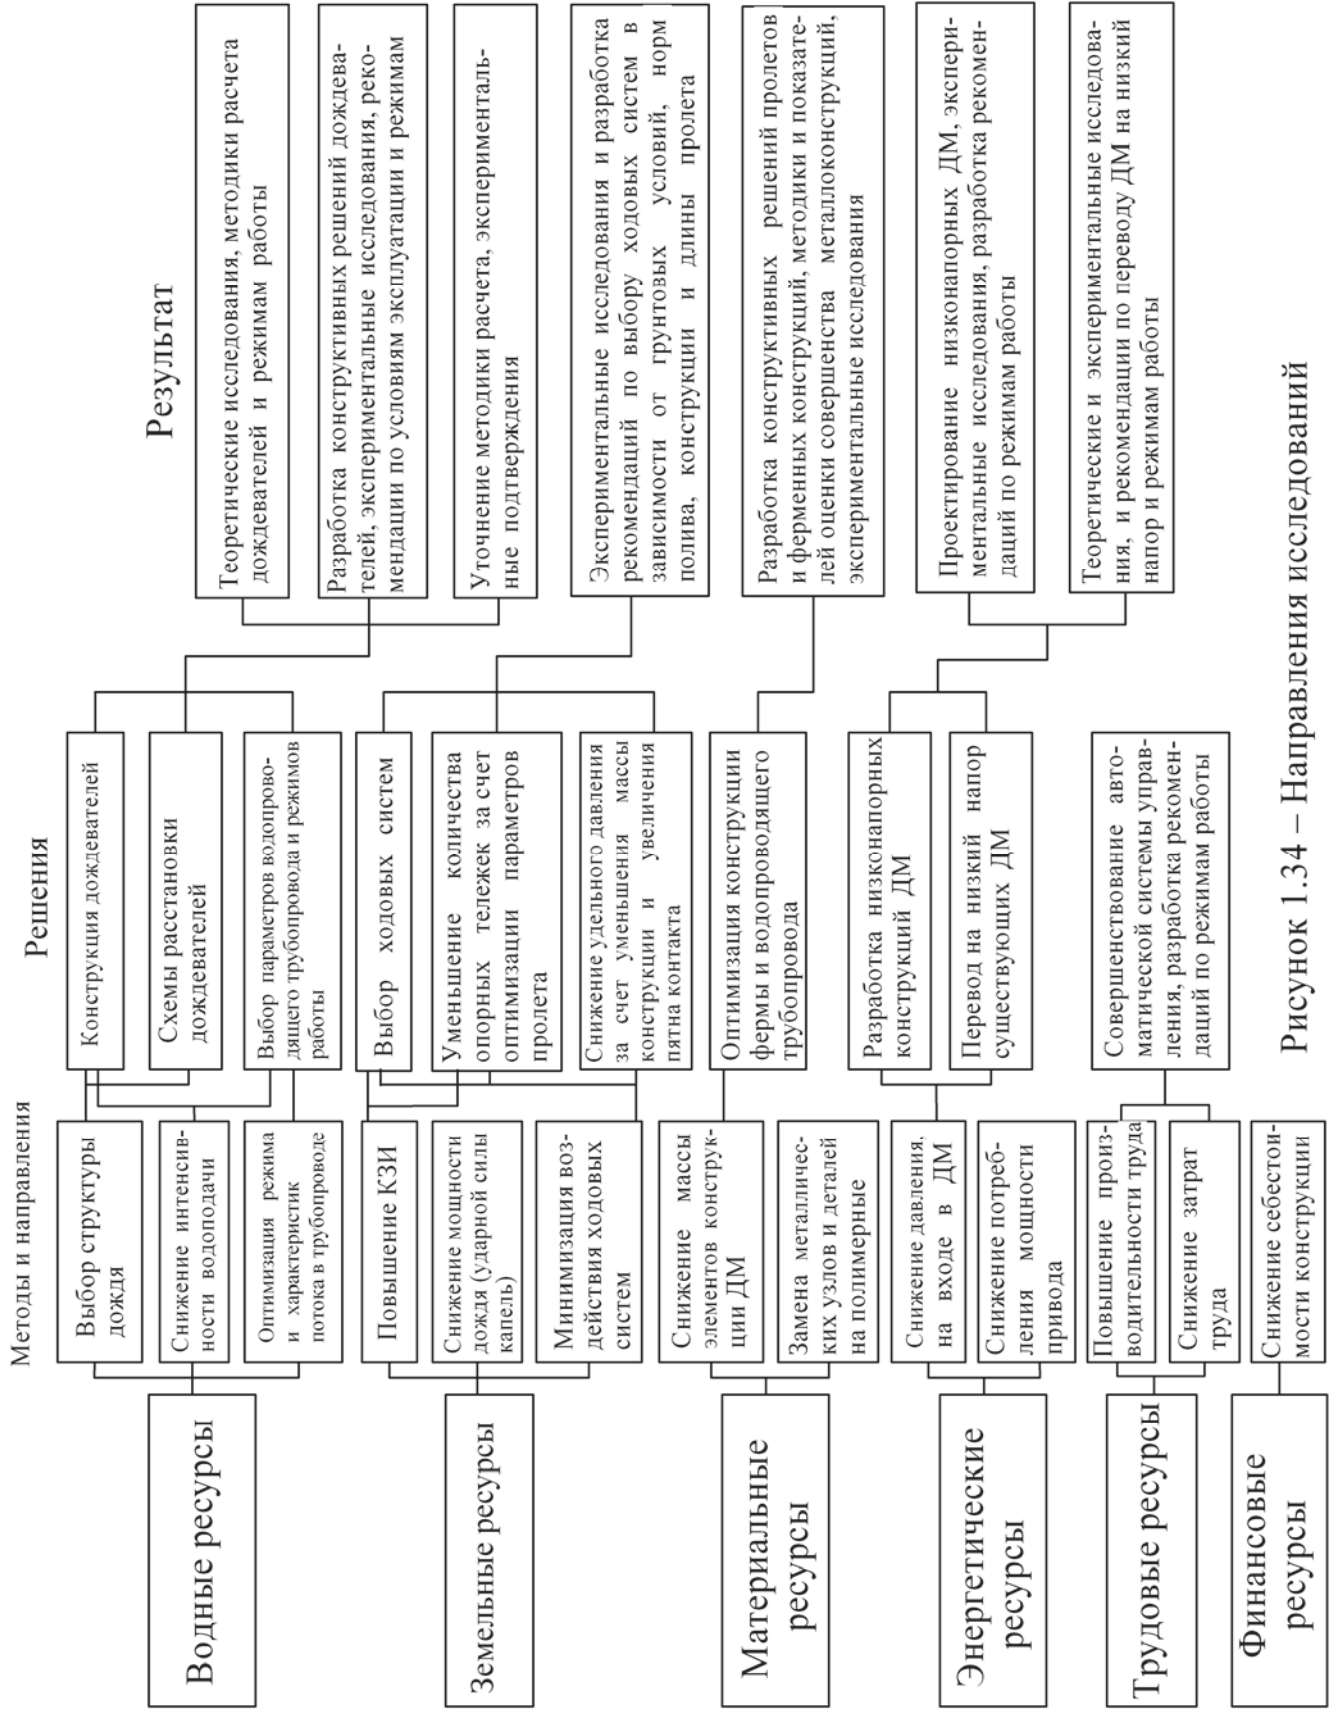 Методы и направления
Решения
Результат
Водные ресурсы
Выбор структуры
дождя
Снижение интенсив-
ности водоподачи
Оптимизация режима
и характеристик
потока в трубопроводе
Конструкция дождевателей
Схемы расстановки
дождевателей
Выбор параметров водопрово-
дящего трубопровода и режимов
работы
Теоретические исследования, методики расчета
дождевателей и режимам работы
Разработка конструктивных решений дождева-
телей, экспериментальные исследования, реко-
мендации по условиям эксплуатации и режимам
Уточнение методики расчета, эксперименталь-
ные подтверждения
Земельные ресурсы
Повышение КЗИ
Снижение мощности
дождя (ударной силы
капель)
Минимизация воз-
действия ходовых
систем
Выбор ходовых систем
Уменьшение количества
опорных тележек за счет
оптимизации параметров
пролета
Снижение удельного давления
за счет уменьшения массы
конструкции и увеличения
пятна контакта
Экспериментальные исследования и разработка
рекомендаций по выбору ходовых систем в
зависимости от грунтовых условий, норм
полива, конструкции и длины пролета
Материальные
ресурсы
Снижение массы
элементов конструк-
ции ДМ
Замена металличес-
ких узлов и деталей
на полимерные
Оптимизация конструкции
фермы и водопроводящего
трубопровода
Разработка конструктивных решений пролетов
и ферменных конструкций, методики и показате-
лей оценки совершенства металлоконструкций,
экспериментальные исследования
Энергетические
ресурсы
Снижение давления,
на входе в ДМ
Снижение потреб-
ления мощности
привода
Разработка низконапорных
конструкций ДМ
Перевод на низкий напор
существующих ДМ
Проектирование низконапорных ДМ, экспери-
ментальные исследования, разработка рекомен-
даций по режимам работы
Теоретические и экспериментальные исследова-
ния, и рекомендации по переводу ДМ на низкий
напор и режимам работы
Трудовые ресурсы
Повышение произ-
водительности труда
Снижение затрат
труда
Совершенствование авто-
матической системы управ-
ления, разработка рекомен-
даций по режимам работы
Финансовые
ресурсы
Снижение себестои-
мости конструкции
Рисунок 1.34 – Направления исследований